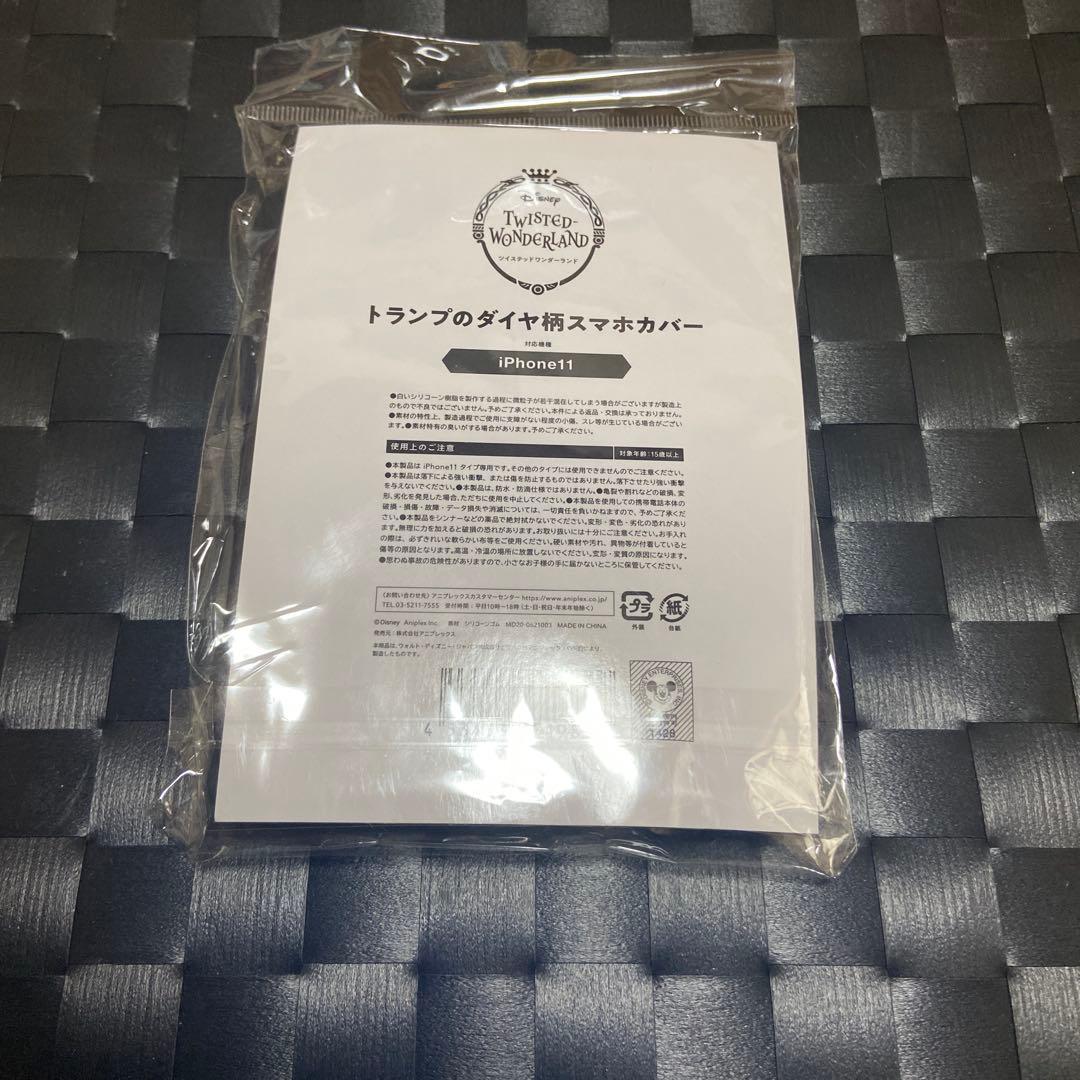 Disney
TWISTED-
WONDERLAND
ツイステッドワンダーランド
トランプのダイヤ柄スマホカバー
対応機種
iPhone11
●白いシリコーン樹脂を製作する過程に微粒子が若干混在してしまう場合がございますが製造上
のもので不良ではございません。予めご了承ください。本件による返品・交換は承っておりません。
●素材の特性上、製造過程でご使用に支障がない程度の小傷、スレ等が生じている場合がござい
ます。●素材特有の臭いがする場合があります。予めご了承ください。
使用上のご注意 対象年齢:15歳以上
●本製品は iPhone11 タイプ専用です。その他のタイプには使用できませんのでご注意ください。
●本製品は落下による強い衝撃、または傷を防止するものではありません。落下させたり強い衝撃
を与えないでください。●本製品は、防水・防滴仕様ではありません。●亀裂や割れなどの破損、変
形、劣化を発見した場合、ただちに使用を中止してください。●本製品を使用しての携帯電話本体の
破損・損傷・故障・データ損失や消滅については、一切責任を負いかねますので、予めご了承くだ
さい。●本製品をシンナーなどの薬品で絶対拭かないでください。変形・変色・劣化の恐れがあり
ます。無理に力を加えると破損の恐れがあります。お取り扱いには十分にご注意ください。お手入れ
の際は、必ずきれいな軟らかい布等をご使用ください。硬い素材や汚れ、異物等が付着していると
傷等の原因となります。高温・冷温の場所に放置しないでください。変形・変質の原因になります。
●思わぬ事故の危険性がありますので、小さなお子様の手に届かないところに保管してください。
〈お問い合わせ先〉アニプレックスカスタマーセンター https://www.aniplex.co.jp/
TEL.03-5211-7555 受付時間:平日10時〜18時(土・日・祝日・年末年始除く)
プラ
外装
紙
台紙
©Disney Aniplex Inc. 素材 シリコーンゴム MD20-0621003 MADE IN CHINA
発売元:株式会社アニプレックス
本商品は、ウォルト・ディズニー・ジャパン
製造したものです。
ENTERPRISES
4